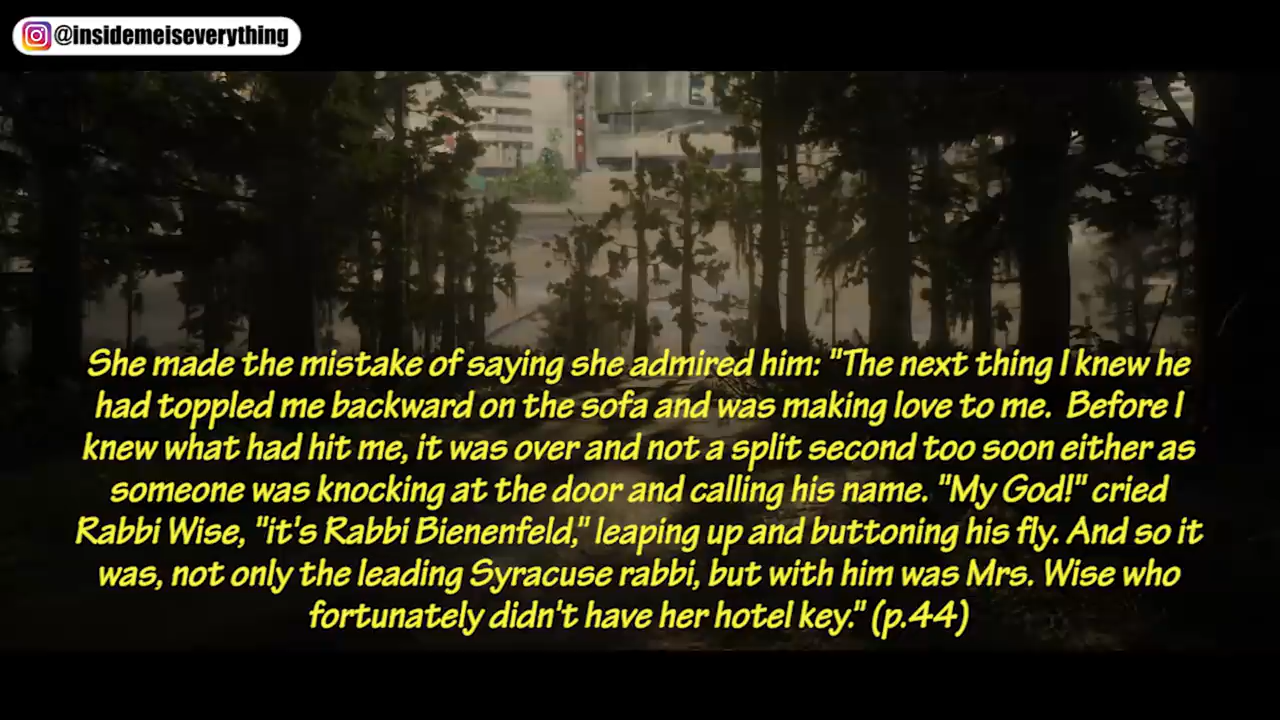 @insidemeiseverything
She made the mistake of saying she admired him: "The next thing I knew he
had toppled me backward on the sofa and was making love to me.  Before I
knew what had hit me, it was over and not a split second too soon either as
someone was knocking at the door and calling his name. "My God!" cried
Rabbi Wise, "it's Rabbi Bienenfeld," leaping up and buttoning his fly. And so it
was, not only the leading Syracuse rabbi, but with him was Mrs. Wise who
fortunately didn't have her hotel key." (p.44)